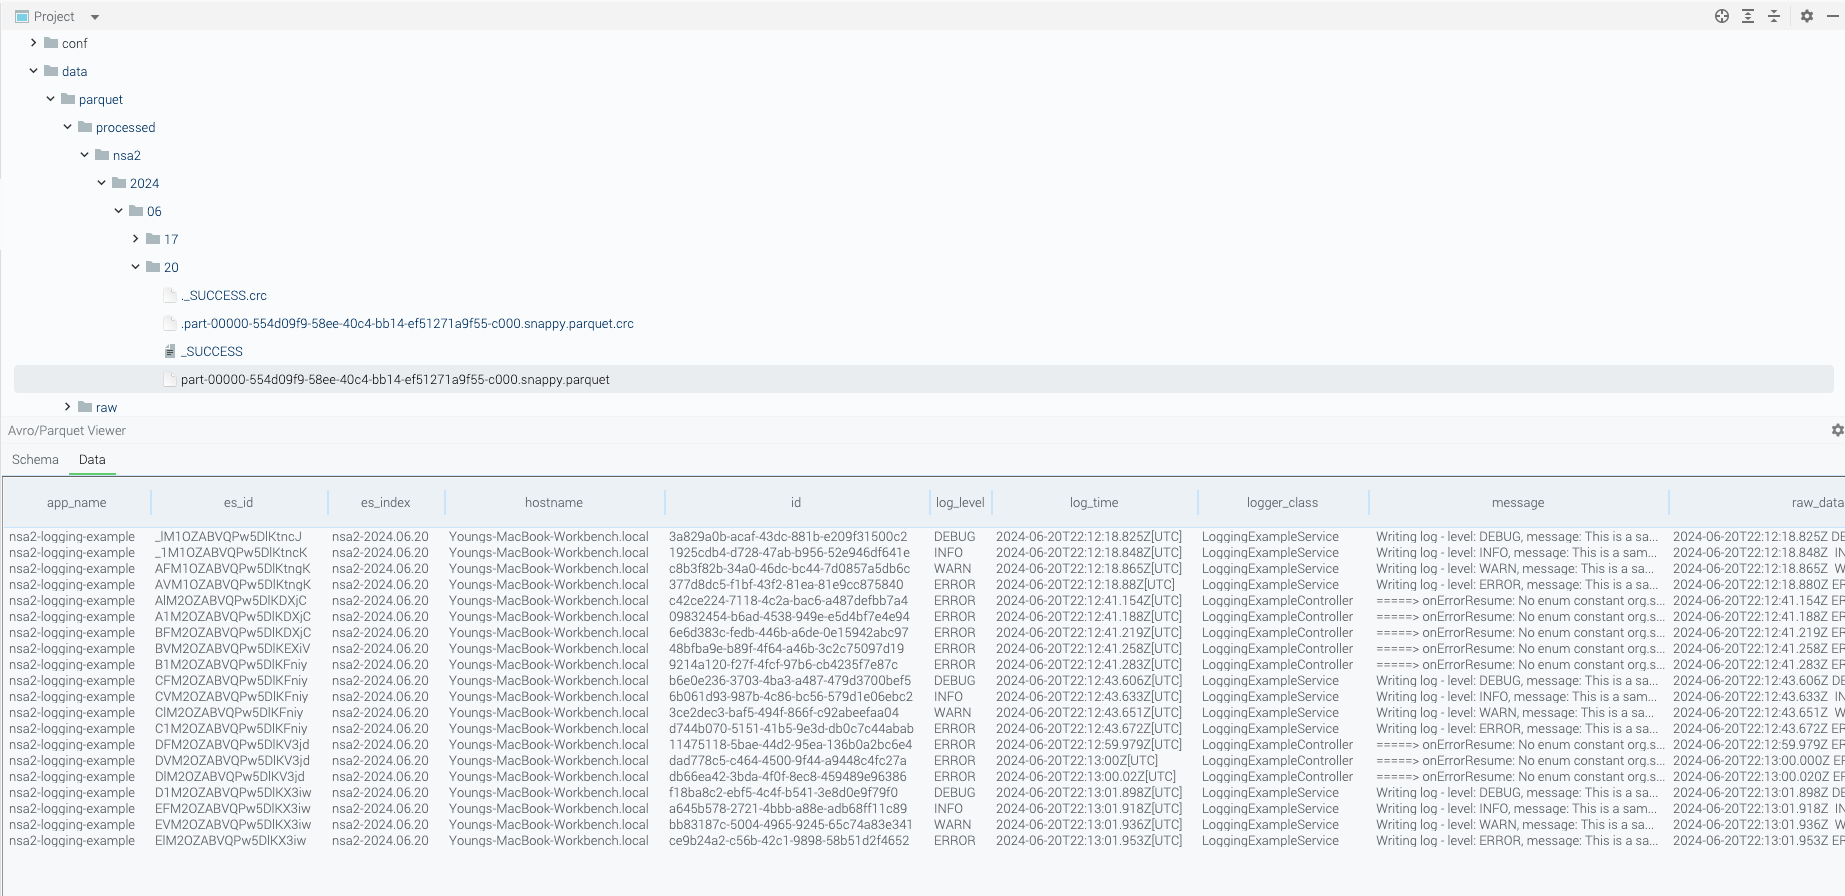 Project
conf
data
parquet
processed
nsa2
2024
06
17
20
._SUCCESS.crc
.part-00000-554d09f9-58ee-40c4-bb14-ef51271a9f55-c000.snappy.parquet.crc
_SUCCESS
part-00000-554d09f9-58ee-40c4-bb14-ef51271a9f55-c000.snappy.parquet
raw
Avro/Parquet Viewer
Schema Data
app_name es_id es_index hostname id log_level log_time logger_class message raw_data
nsa2-logging-example _lM1OZABVQPw5DlKtncJ nsa2-2024.06.20 Youngs-MacBook-Workbench.local 3a829a0b-acaf-43dc-881b-e209f31500c2 DEBUG 2024-06-20T22:12:18.825Z[UTC] LoggingExampleService Writing log - level: DEBUG, message: This is a sa... 2024-06-20T22:12:18.825Z DE
nsa2-logging-example _1M1OZABVQPw5DlKtncK nsa2-2024.06.20 Youngs-MacBook-Workbench.local 1925cdb4-d728-47ab-b956-52e946df641e INFO 2024-06-20T22:12:18.848Z[UTC] LoggingExampleService Writing log - level: INFO, message: This is a sam... 2024-06-20T22:12:18.848Z IN
nsa2-logging-example AFM1OZABVQPw5DlKtngK nsa2-2024.06.20 Youngs-MacBook-Workbench.local c8b3f82b-34a0-46dc-bc44-7d0857a5db6c WARN 2024-06-20T22:12:18.865Z[UTC] LoggingExampleService Writing log - level: WARN, message: This is a sa... 2024-06-20T22:12:18.865Z W
nsa2-logging-example AVM1OZABVQPw5DlKtngK nsa2-2024.06.20 Youngs-MacBook-Workbench.local 377d8dc5-f1bf-43f2-81ea-81e9cc875840 ERROR 2024-06-20T22:12:18.88Z[UTC] LoggingExampleService Writing log - level: ERROR, message: This is a sa... 2024-06-20T22:12:18.880Z ER
nsa2-logging-example AlM2OZABVQPw5DlKDXjC nsa2-2024.06.20 Youngs-MacBook-Workbench.local c42ce224-7118-4c2a-bac6-a487defbb7a4 ERROR 2024-06-20T22:12:41.154Z[UTC] LoggingExampleController =====> onErrorResume: No enum constant org.s... 2024-06-20T22:12:41.154Z ER
nsa2-logging-example A1M2OZABVQPw5DlKDXjC nsa2-2024.06.20 Youngs-MacBook-Workbench.local 09832454-b6ad-4538-949e-e5d4bf7e4e94 ERROR 2024-06-20T22:12:41.188Z[UTC] LoggingExampleController =====> onErrorResume: No enum constant org.s... 2024-06-20T22:12:41.188Z ER
nsa2-logging-example BFM2OZABVQPw5DlKDXjC nsa2-2024.06.20 Youngs-MacBook-Workbench.local 6e6d383c-fedb-446b-a6de-0e15942abc97 ERROR 2024-06-20T22:12:41.219Z[UTC] LoggingExampleController =====> onErrorResume: No enum constant org.s... 2024-06-20T22:12:41.219Z ER
nsa2-logging-example BVM2OZABVQPw5DlKEXiV nsa2-2024.06.20 Youngs-MacBook-Workbench.local 48bfba9e-b89f-4f64-a46b-3c2c75097d19 ERROR 2024-06-20T22:12:41.258Z[UTC] LoggingExampleController =====> onErrorResume: No enum constant org.s... 2024-06-20T22:12:41.258Z ER
nsa2-logging-example B1M2OZABVQPw5DlKFniy nsa2-2024.06.20 Youngs-MacBook-Workbench.local 9214a120-f27f-4fcf-97b6-cb4235f7e87c ERROR 2024-06-20T22:12:41.283Z[UTC] LoggingExampleController =====> onErrorResume: No enum constant org.s... 2024-06-20T22:12:41.283Z ER
nsa2-logging-example CFM2OZABVQPw5DlKFniy nsa2-2024.06.20 Youngs-MacBook-Workbench.local b6e0e236-3703-4ba3-a487-479d3700bef5 DEBUG 2024-06-20T22:12:43.606Z[UTC] LoggingExampleService Writing log - level: DEBUG, message: This is a sa... 2024-06-20T22:12:43.606Z DE
nsa2-logging-example CVM2OZABVQPw5DlKFniy nsa2-2024.06.20 Youngs-MacBook-Workbench.local 6b061d93-987b-4c86-bc56-579d1e06ebc2 INFO 2024-06-20T22:12:43.633Z[UTC] LoggingExampleService Writing log - level: INFO, message: This is a sam... 2024-06-20T22:12:43.633Z IN
nsa2-logging-example ClM2OZABVQPw5DlKFniy nsa2-2024.06.20 Youngs-MacBook-Workbench.local 3ce2dec3-baf5-494f-866f-c92abeefaa04 WARN 2024-06-20T22:12:43.651Z[UTC] LoggingExampleService Writing log - level: WARN, message: This is a sa... 2024-06-20T22:12:43.651Z W
nsa2-logging-example C1M2OZABVQPw5DlKFniy nsa2-2024.06.20 Youngs-MacBook-Workbench.local d744b070-5151-41b5-9e3d-db0c7c44abab ERROR 2024-06-20T22:12:43.672Z[UTC] LoggingExampleService Writing log - level: ERROR, message: This is a sa... 2024-06-20T22:12:43.672Z ER
nsa2-logging-example DFM2OZABVQPw5DlKV3jd nsa2-2024.06.20 Youngs-MacBook-Workbench.local 11475118-5bae-44d2-95ea-136b0a2bc6e4 ERROR 2024-06-20T22:12:59.979Z[UTC] LoggingExampleController =====> onErrorResume: No enum constant org.s... 2024-06-20T22:12:59.979Z ER
nsa2-logging-example DVM2OZABVQPw5DlKV3jd nsa2-2024.06.20 Youngs-MacBook-Workbench.local dad778c5-c464-4500-9f44-a9448c4fc27a ERROR 2024-06-20T22:13:00Z[UTC] LoggingExampleController =====> onErrorResume: No enum constant org.s... 2024-06-20T22:13:00.000Z ER
nsa2-logging-example DlM2OZABVQPw5DlKV3jd nsa2-2024.06.20 Youngs-MacBook-Workbench.local db66ea42-3bda-4f0f-8ec8-459489e96386 ERROR 2024-06-20T22:13:00.02Z[UTC] LoggingExampleController =====> onErrorResume: No enum constant org.s... 2024-06-20T22:13:00.020Z ER
nsa2-logging-example D1M2OZABVQPw5DlKX3iw nsa2-2024.06.20 Youngs-MacBook-Workbench.local f18ba8c2-ebf5-4c4f-b541-3e8d0e9f79f0 DEBUG 2024-06-20T22:13:01.898Z[UTC] LoggingExampleService Writing log - level: DEBUG, message: This is a sa... 2024-06-20T22:13:01.898Z DE
nsa2-logging-example EFM2OZABVQPw5DlKX3iw nsa2-2024.06.20 Youngs-MacBook-Workbench.local a645b578-2721-4bbb-a88e-adb68ff11c89 INFO 2024-06-20T22:13:01.918Z[UTC] LoggingExampleService Writing log - level: INFO, message: This is a sam... 2024-06-20T22:13:01.918Z IN
nsa2-logging-example EVM2OZABVQPw5DlKX3iw nsa2-2024.06.20 Youngs-MacBook-Workbench.local bb83187c-5004-4965-9245-65c74a83e341 WARN 2024-06-20T22:13:01.936Z[UTC] LoggingExampleService Writing log - level: WARN, message: This is a sa... 2024-06-20T22:13:01.936Z W
nsa2-logging-example ElM2OZABVQPw5DlKX3iw nsa2-2024.06.20 Youngs-MacBook-Workbench.local ce9b24a2-c56b-42c1-9898-58b51d2f4652 ERROR 2024-06-20T22:13:01.953Z[UTC] LoggingExampleService Writing log - level: ERROR, message: This is a sa... 2024-06-20T22:13:01.953Z ER